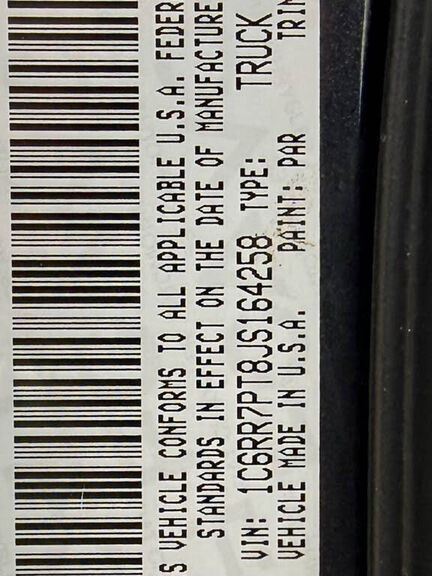 S VEHICLE CONFORMS TO ALL APPLICABLE U.S.A. FEDER
STANDARDS IN EFFECT ON THE DATE OF MANUFACTURE
VIN: 1C6RR7PT8JS164258 TYPE: TRUCK
VEHICLE MADE IN U.S.A. PAINT: PAR TRIM